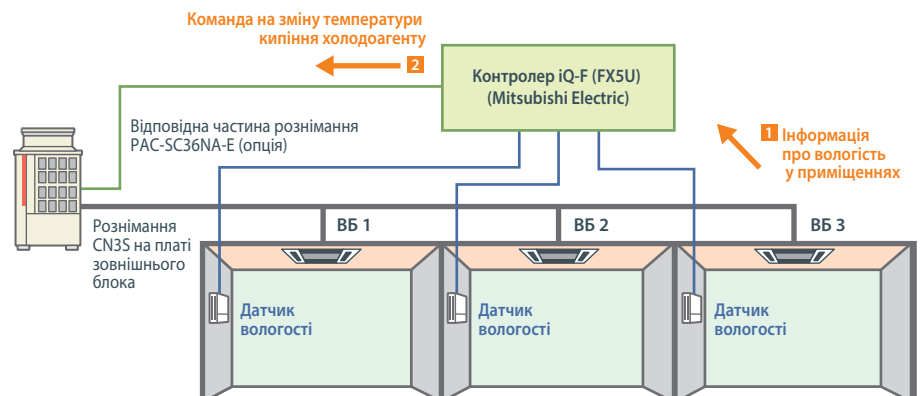 Команда на зміну температури
кипіння холодоагенту
2
Контролер iQ-F (FX5U)
(Mitsubishi Electric)
Відповідна частина рознімання
PAC-SC36NA-E (опція)
1 Інформація
про вологість
у приміщеннях
Рознімання
CN3S на платі
зовнішнього
блока
ВБ 1
ВБ 2
ВБ 3
Датчик
вологості
Датчик
вологості
Датчик
вологості